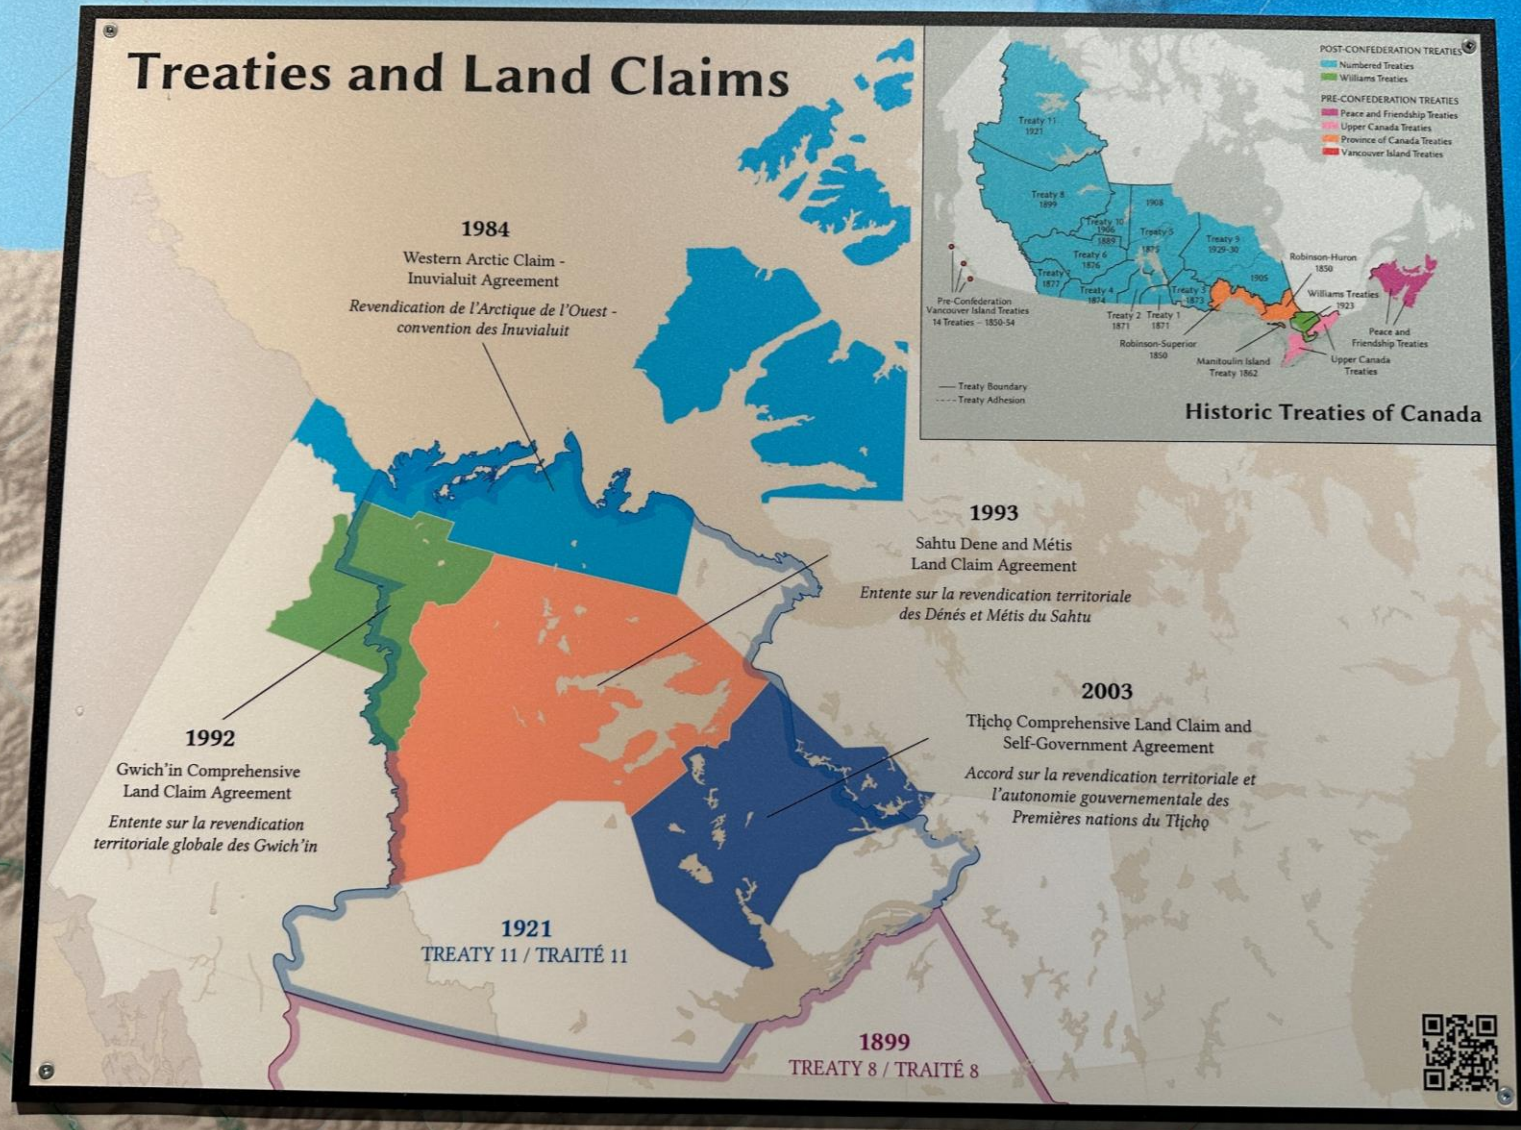 Treaties and Land Claims
1984
Western Arctic Claim -
Inuvialuit Agreement
Revendication de l'Arctique de l'Ouest -
convention des Inuvialuit
1993
Sahtu Dene and Métis
Land Claim Agreement
Entente sur la revendication territoriale
des Dénés et Métis du Sahtu
2003
Tłı̨chǫ Comprehensive Land Claim and
Self-Government Agreement
Accord sur la revendication territoriale et
l'autonomie gouvernementale des
Premières nations du Tłı̨chǫ
1992
Gwich'in Comprehensive
Land Claim Agreement
Entente sur la revendication
territoriale globale des Gwich'in
1921
TREATY 11 / TRAITÉ 11
1899
TREATY 8 / TRAITÉ 8
POST-CONFEDERATION TREATIES
Numbered Treaties
Williams Treaties
PRE-CONFEDERATION TREATIES
Peace and Friendship Treaties
Upper Canada Treaties
Province of Canada Treaties
Vancouver Island Treaties
Treaty 11
1921
Treaty 8
1899
Treaty 10
1906
1889
1908
Treaty 5
1875
Treaty 9
1929-30
1905
Treaty 6
1876
Treaty 7
1877
Treaty 4
1874
Treaty 3
1873
Treaty 2
1871
Treaty 1
1871
Robinson-Huron
1850
Williams Treaties
1923
Pre-Confederation
Vancouver Island Treaties
14 Treaties - 1850-54
Robinson-Superior
1850
Manitoulin Island
Treaty 1862
Upper Canada
Treaties
Peace and
Friendship Treaties
Treaty Boundary
Treaty Adhesion
Historic Treaties of Canada